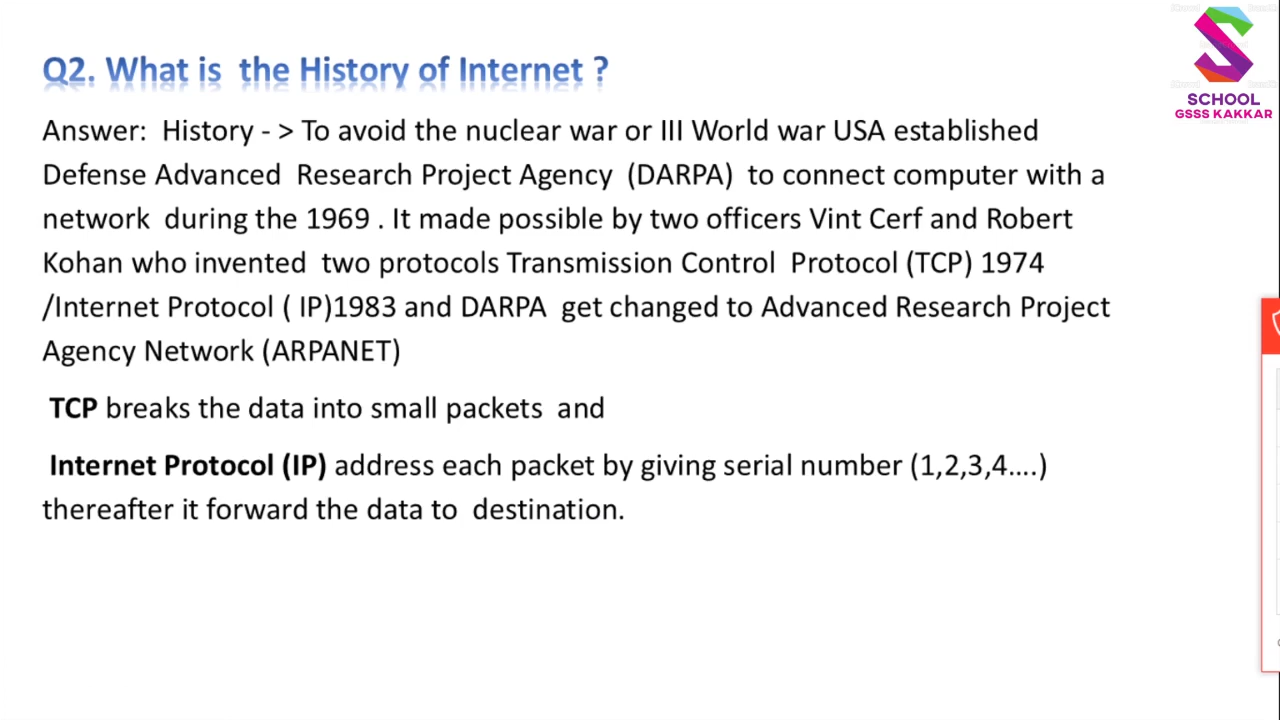 Q2. What is the History of Internet ?
SCHOOL
GSSS KAKKAR
Answer: History - > To avoid the nuclear war or III World war USA established
Defense Advanced Research Project Agency (DARPA) to connect computer with a
network during the 1969 . It made possible by two officers Vint Cerf and Robert
Kohan who invented two protocols Transmission Control Protocol (TCP) 1974
/Internet Protocol ( IP)1983 and DARPA get changed to Advanced Research Project
Agency Network (ARPANET)
TCP breaks the data into small packets and
Internet Protocol (IP) address each packet by giving serial number (1,2,3,4....)
thereafter it forward the data to destination.